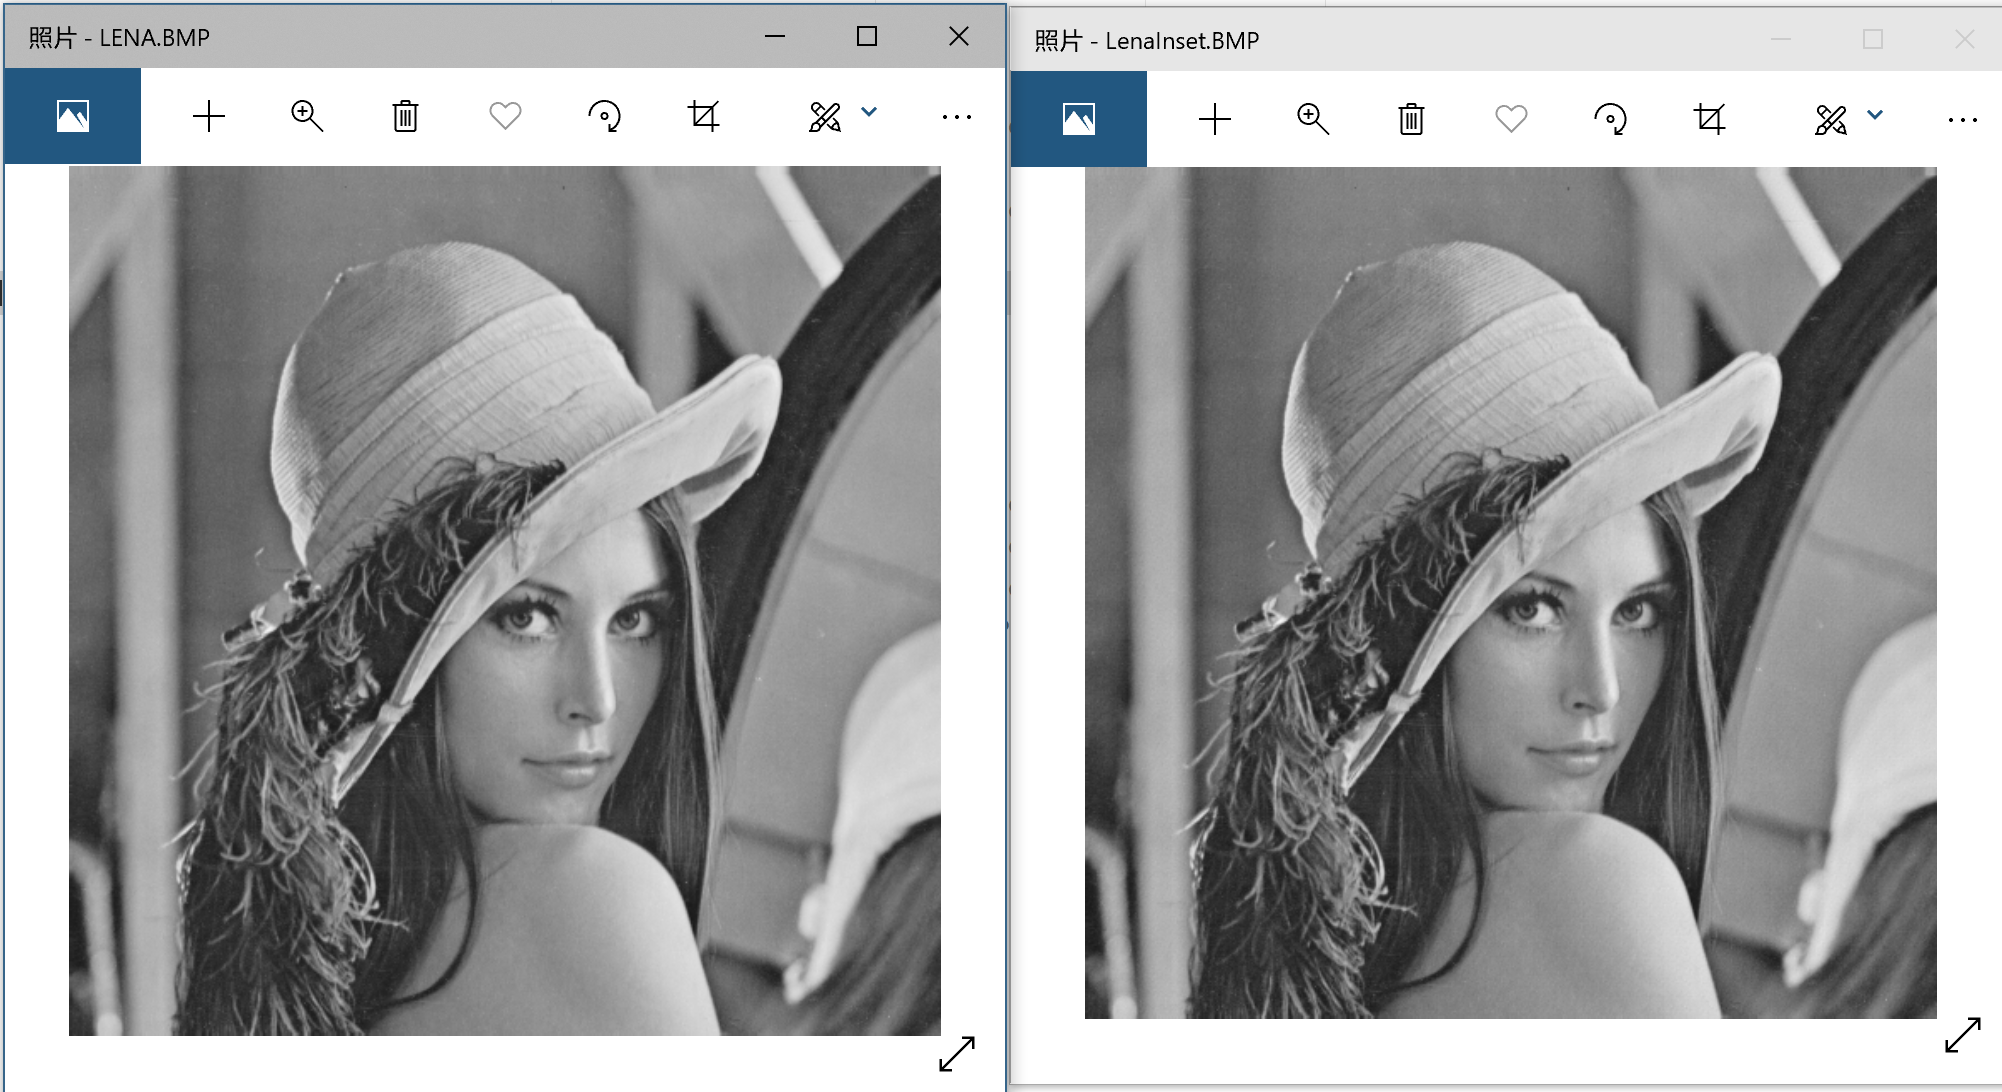 照片 - LENA.BMP
照片 - LenaInset.BMP